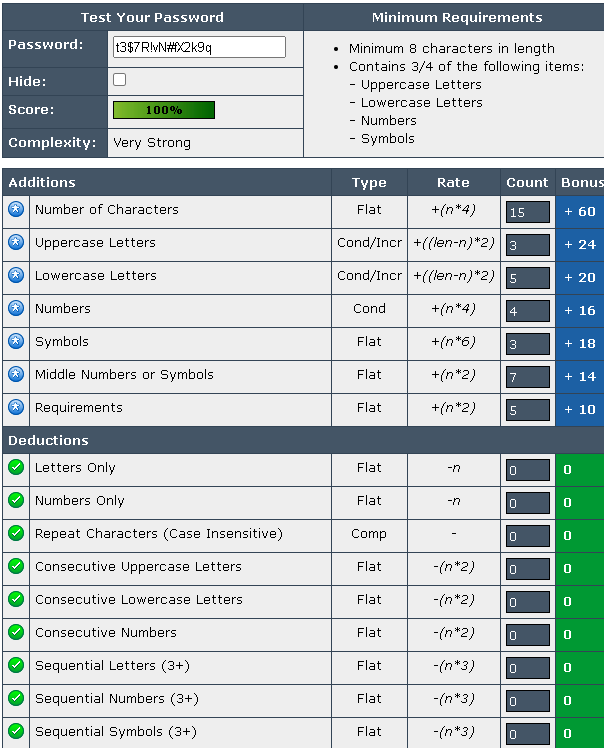 Test Your Password
Minimum Requirements
Password:
t3$7R!vN#fX2k9q
Hide:
Score:
100%
Complexity:
Very Strong
• Minimum 8 characters in length
• Contains 3/4 of the following items:
- Uppercase Letters
- Lowercase Letters
- Numbers
- Symbols
Additions Type Rate Count Bonus
Number of Characters Flat +(n*4) 15 + 60
Uppercase Letters Cond/Incr +((len-n)*2) 3 + 24
Lowercase Letters Cond/Incr +((len-n)*2) 5 + 20
Numbers Cond +(n*4) 4 + 16
Symbols Flat +(n*6) 3 + 18
Middle Numbers or Symbols Flat +(n*2) 7 + 14
Requirements Flat +(n*2) 5 + 10
Deductions
Letters Only Flat -n 0 0
Numbers Only Flat -n 0 0
Repeat Characters (Case Insensitive) Comp - 0 0
Consecutive Uppercase Letters Flat -(n*2) 0 0
Consecutive Lowercase Letters Flat -(n*2) 0 0
Consecutive Numbers Flat -(n*2) 0 0
Sequential Letters (3+) Flat -(n*3) 0 0
Sequential Numbers (3+) Flat -(n*3) 0 0
Sequential Symbols (3+) Flat -(n*3) 0 0